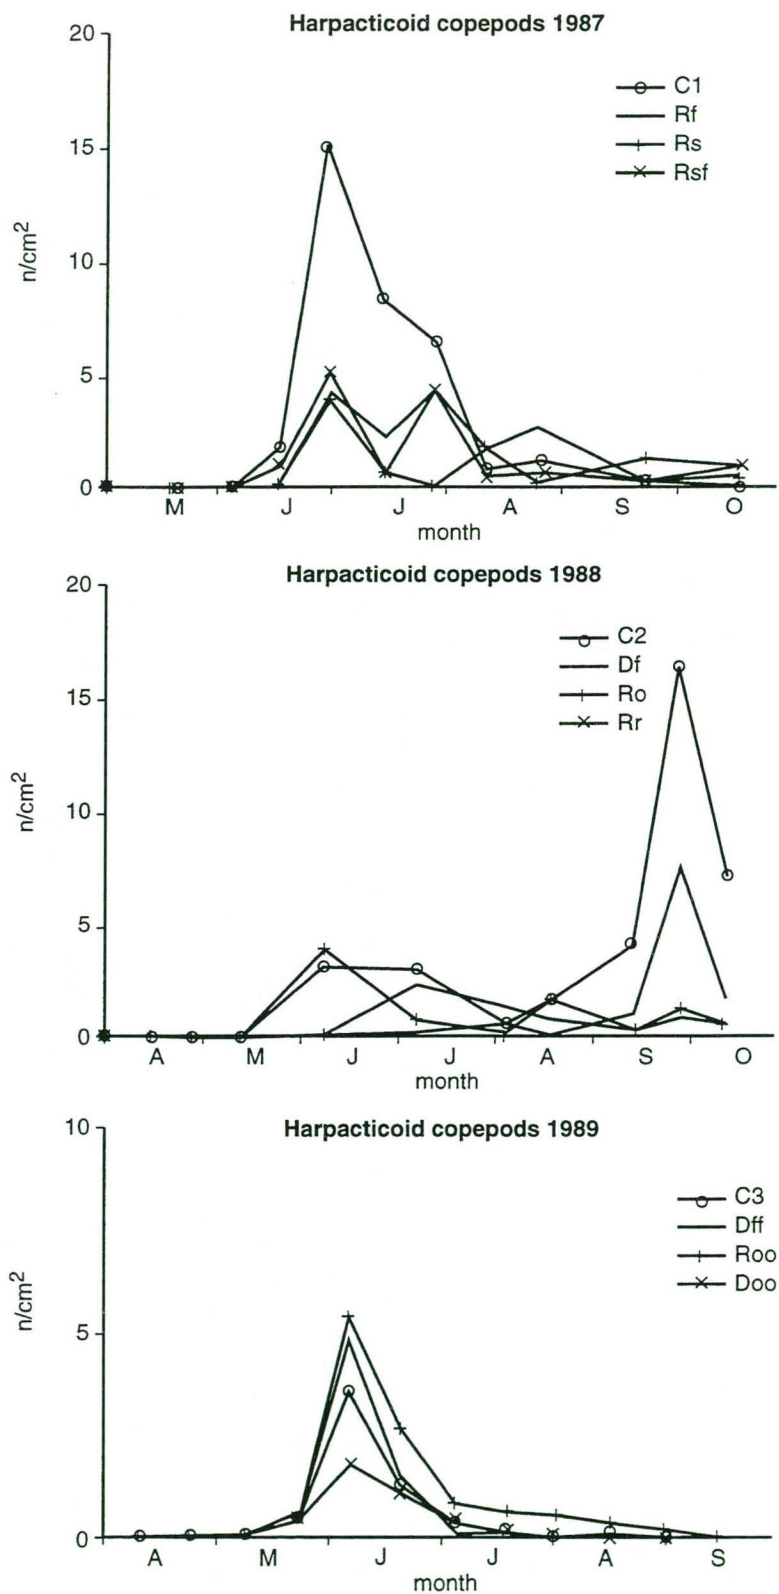 Harpacticoid copepods 1987
20
15
10
5
0
n/cm2
C1
Rf
Rs
Rsf
M J J A S O
month
Harpacticoid copepods 1988
20
15
10
5
0
n/cm2
C2
Df
Ro
Rr
A M J J A S O
month
Harpacticoid copepods 1989
10
5
0
n/cm2
C3
Dff
Roo
Doo
A M J J A S
month